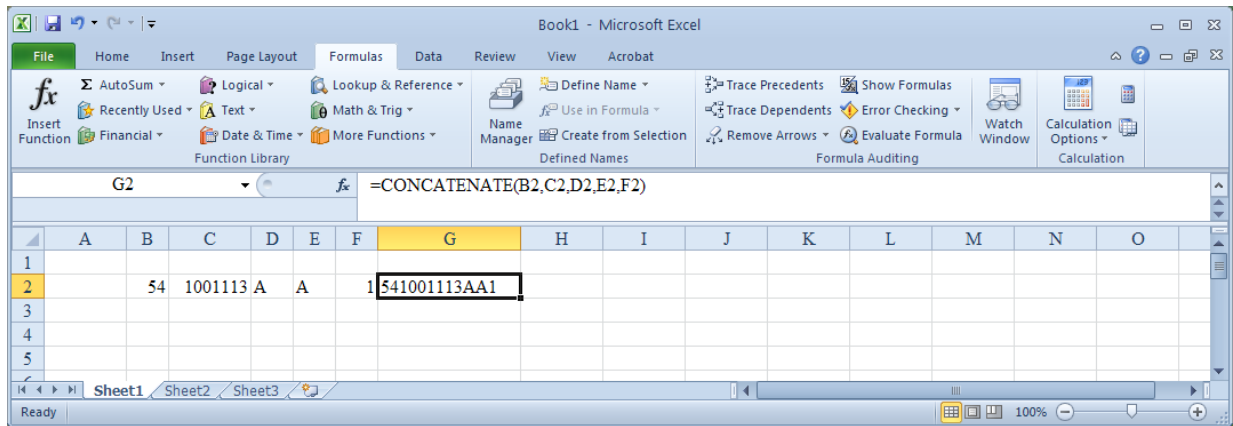 Book1 - Microsoft Excel
File Home Insert Page Layout Formulas Data Review View Acrobat
Σ AutoSum Logical Lookup & Reference Define Name Trace Precedents Show Formulas
fx Recently Used Text Math & Trig Use in Formula Trace Dependents Error Checking
Insert Function Financial Date & Time More Functions Name Manager Create from Selection Remove Arrows Evaluate Formula Watch Window Calculation Options
Function Library Defined Names Formula Auditing Calculation
G2 fx =CONCATENATE(B2,C2,D2,E2,F2)
A B C D E F G H I J K L M N O
1
2 54 1001113 A A 1 541001113AA1
3
4
5
Sheet1 Sheet2 Sheet3
Ready 100%